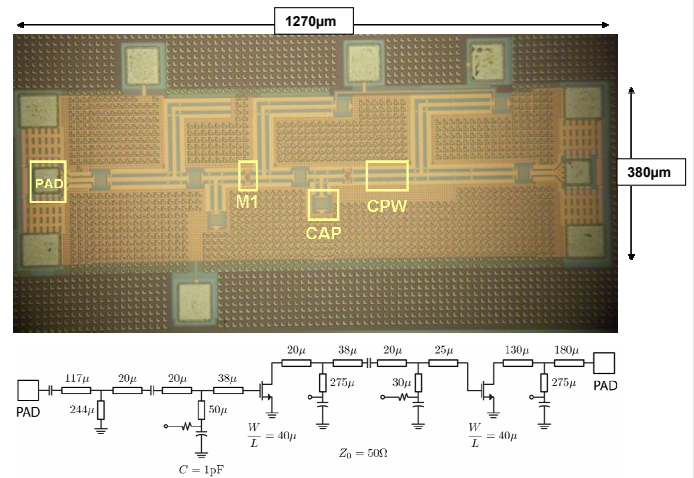 1270µm
380µm
PAD
M1
CAP
CPW
20µ 38µ 20µ 25µ 130µ 180µ
117µ 20µ 20µ 38µ
PAD 244µ 50µ 275µ 30µ 275µ PAD
W/L = 40µ
W/L = 40µ
Z₀ = 50Ω
C = 1pF